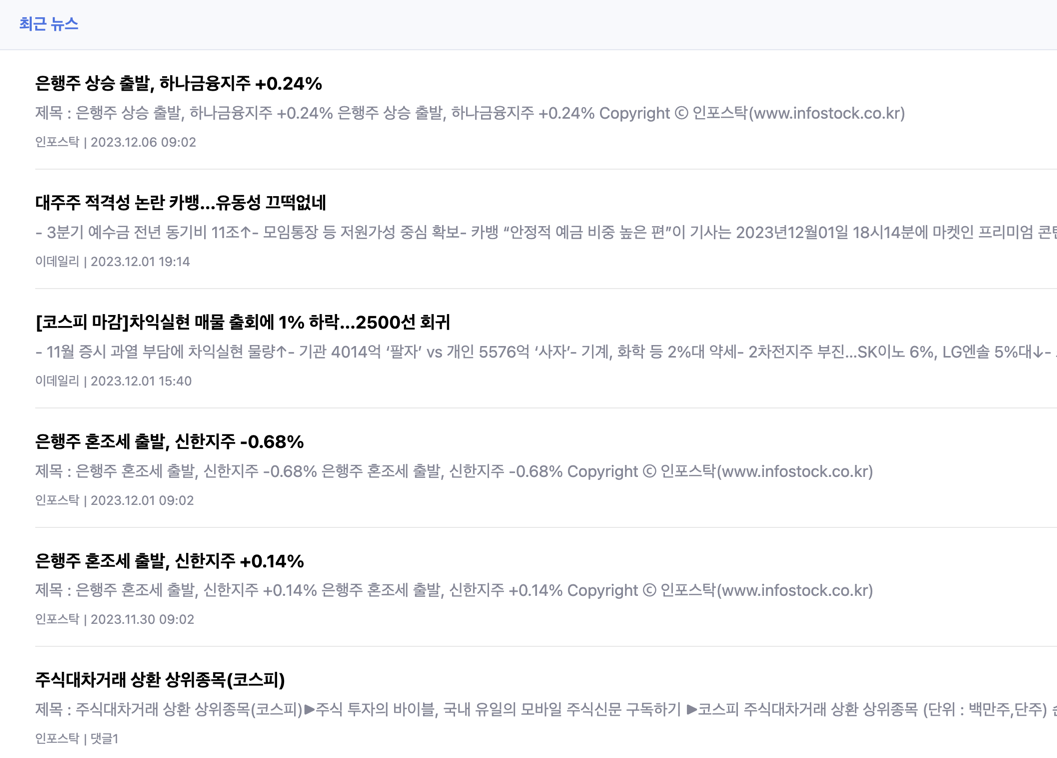 최근 뉴스
은행주 상승 출발, 하나금융지주 +0.24%
제목 : 은행주 상승 출발, 하나금융지주 +0.24% 은행주 상승 출발, 하나금융지주 +0.24% Copyright ⓒ 인포스탁(www.infostock.co.kr)
인포스탁 | 2023.12.06 09:02
대주주 적격성 논란 카뱅...유동성 끄떡없네
- 3분기 예수금 전년 동기비 11조↑- 모임통장 등 저원가성 중심 확보- 카뱅 “안정적 예금 비중 높은 편”이 기사는 2023년12월01일 18시14분에 마켓인 프리미엄
이데일리 | 2023.12.01 19:14
[코스피 마감]차익실현 매물 출회에 1% 하락...2500선 회귀
- 11월 증시 과열 부담에 차익실현 물량↑- 기관 4014억 ‘팔자’ vs 개인 5576억 ‘사자’- 기계, 화학 등 2%대 약세- 2차전지주 부진...SK이노 6%, LG엔솔 5%대↓-
이데일리 | 2023.12.01 15:40
은행주 혼조세 출발, 신한지주 -0.68%
제목 : 은행주 혼조세 출발, 신한지주 -0.68% 은행주 혼조세 출발, 신한지주 -0.68% Copyright ⓒ 인포스탁(www.infostock.co.kr)
인포스탁 | 2023.12.01 09:02
은행주 혼조세 출발, 신한지주 +0.14%
제목 : 은행주 혼조세 출발, 신한지주 +0.14% 은행주 혼조세 출발, 신한지주 +0.14% Copyright ⓒ 인포스탁(www.infostock.co.kr)
인포스탁 | 2023.11.30 09:02
주식대차거래 상환 상위종목(코스피)
제목 : 주식대차거래 상환 상위종목(코스피)▶주식 투자의 바이블, 국내 유일의 모바일 주식신문 구독하기 ▶코스피 주식대차거래 상환 상위종목 (단위 : 백만주,단주)
인포스탁 | 댓글1